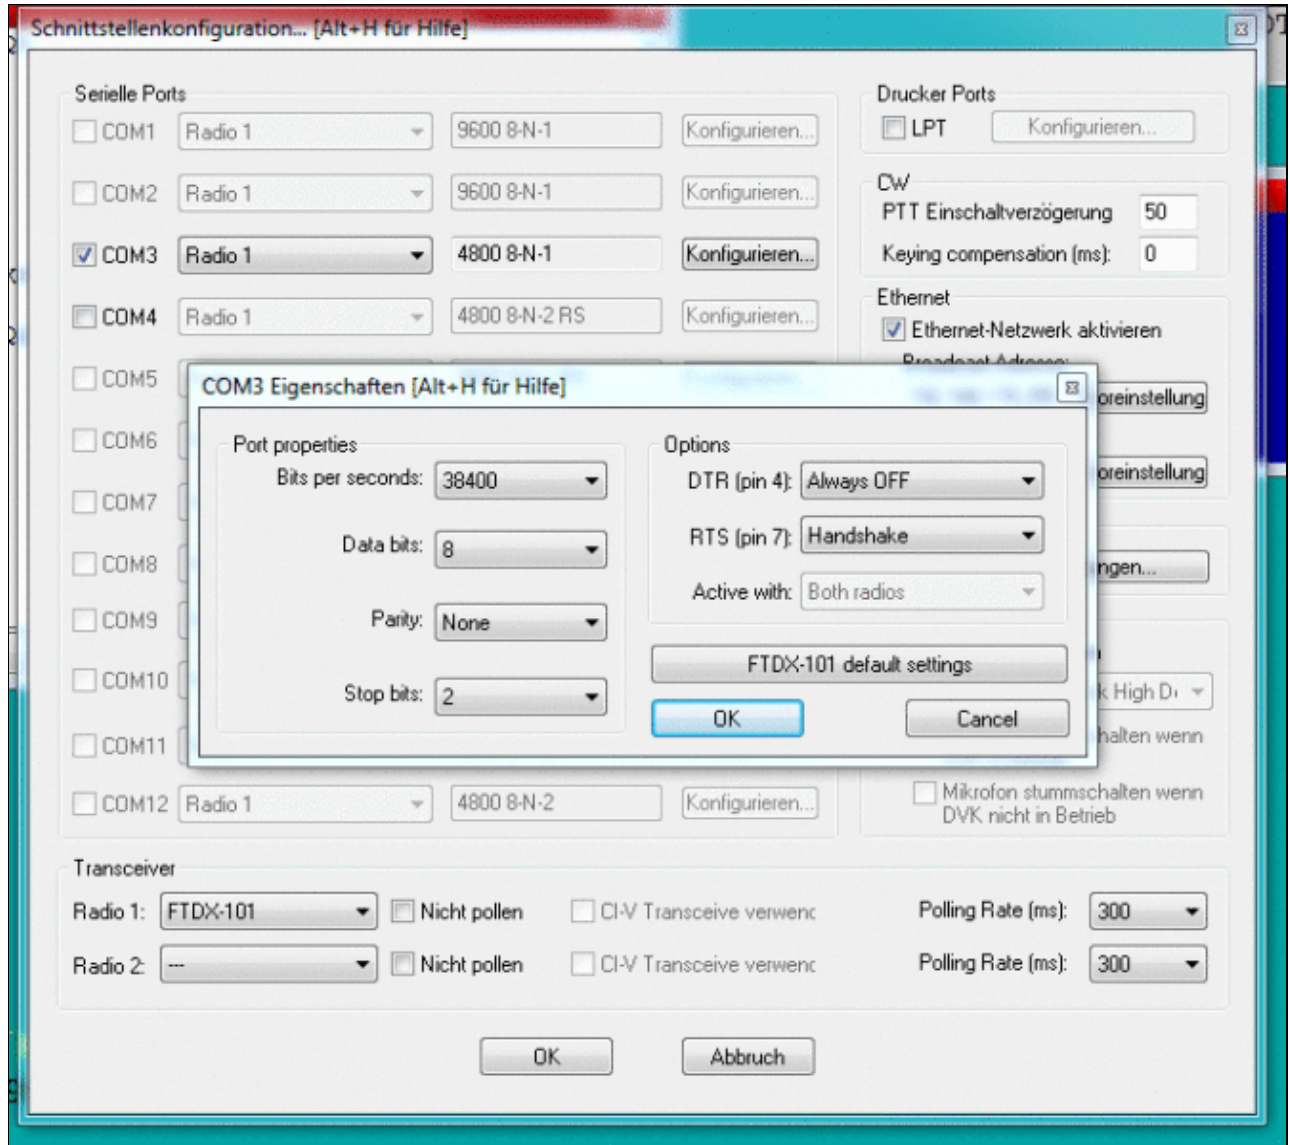 Schnittstellenkonfiguration... [Alt+H für Hilfe]
Serielle Ports
COM1 Radio 1 9600 8-N-1 Konfigurieren...
COM2 Radio 1 9600 8-N-1 Konfigurieren...
COM3 Radio 1 4800 8-N-1 Konfigurieren...
COM4 Radio 1 4800 8-N-2 RS Konfigurieren...
COM5
COM6
COM7
COM8
COM9
COM10
COM11
COM12 Radio 1 4800 8-N-2 Konfigurieren...
Drucker Ports
LPT Konfigurieren...
CW
PTT Einschaltverzögerung 50
Keying compensation (ms): 0
Ethernet
Ethernet-Netzwerk aktivieren
Broadcast Adresse:
oreinstellung
oreinstellung
ngen...
k High D
halten wenn
Mikrofon stummschalten wenn
DVK nicht in Betrieb
COM3 Eigenschaften [Alt+H für Hilfe]
Port properties
Bits per seconds: 38400
Data bits: 8
Parity: None
Stop bits: 2
Options
DTR (pin 4): Always OFF
RTS (pin 7): Handshake
Active with: Both radios
FTDX-101 default settings
OK Cancel
Transceiver
Radio 1: FTDX-101 Nicht pollen CI-V Transceive verwenc Polling Rate (ms): 300
Radio 2: --- Nicht pollen CI-V Transceive verwenc Polling Rate (ms): 300
OK Abbruch